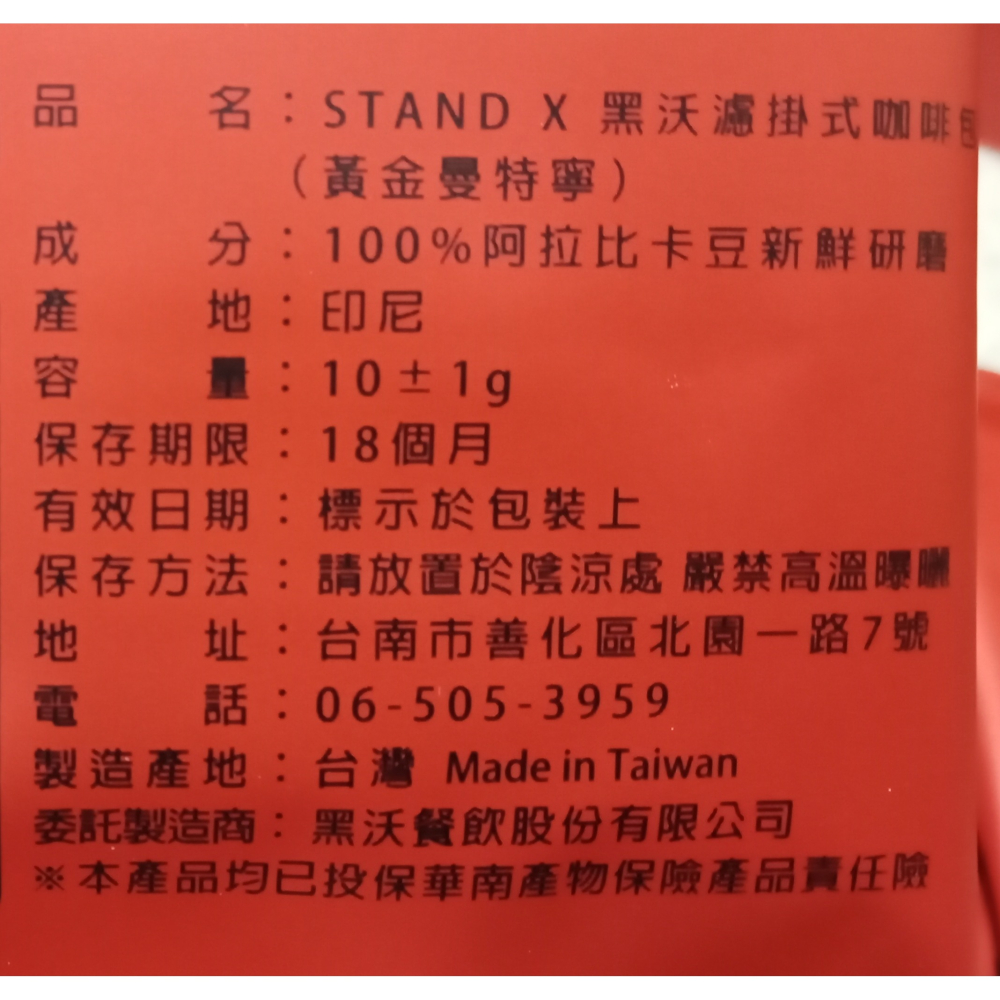 品名：STAND X 黑沃濾掛式咖啡包
（黃金曼特寧）
成分：100%阿拉比卡豆新鮮研磨
產地：印尼
容量：10±1g
保存期限：18個月
有效日期：標示於包裝上
保存方法：請放置於陰涼處 嚴禁高溫曝曬
地址：台南市善化區北園一路7號
電話：06-505-3959
製造產地：台灣 Made in Taiwan
委託製造商：黑沃餐飲股份有限公司
※本產品均已投保華南產物保險產品責任險